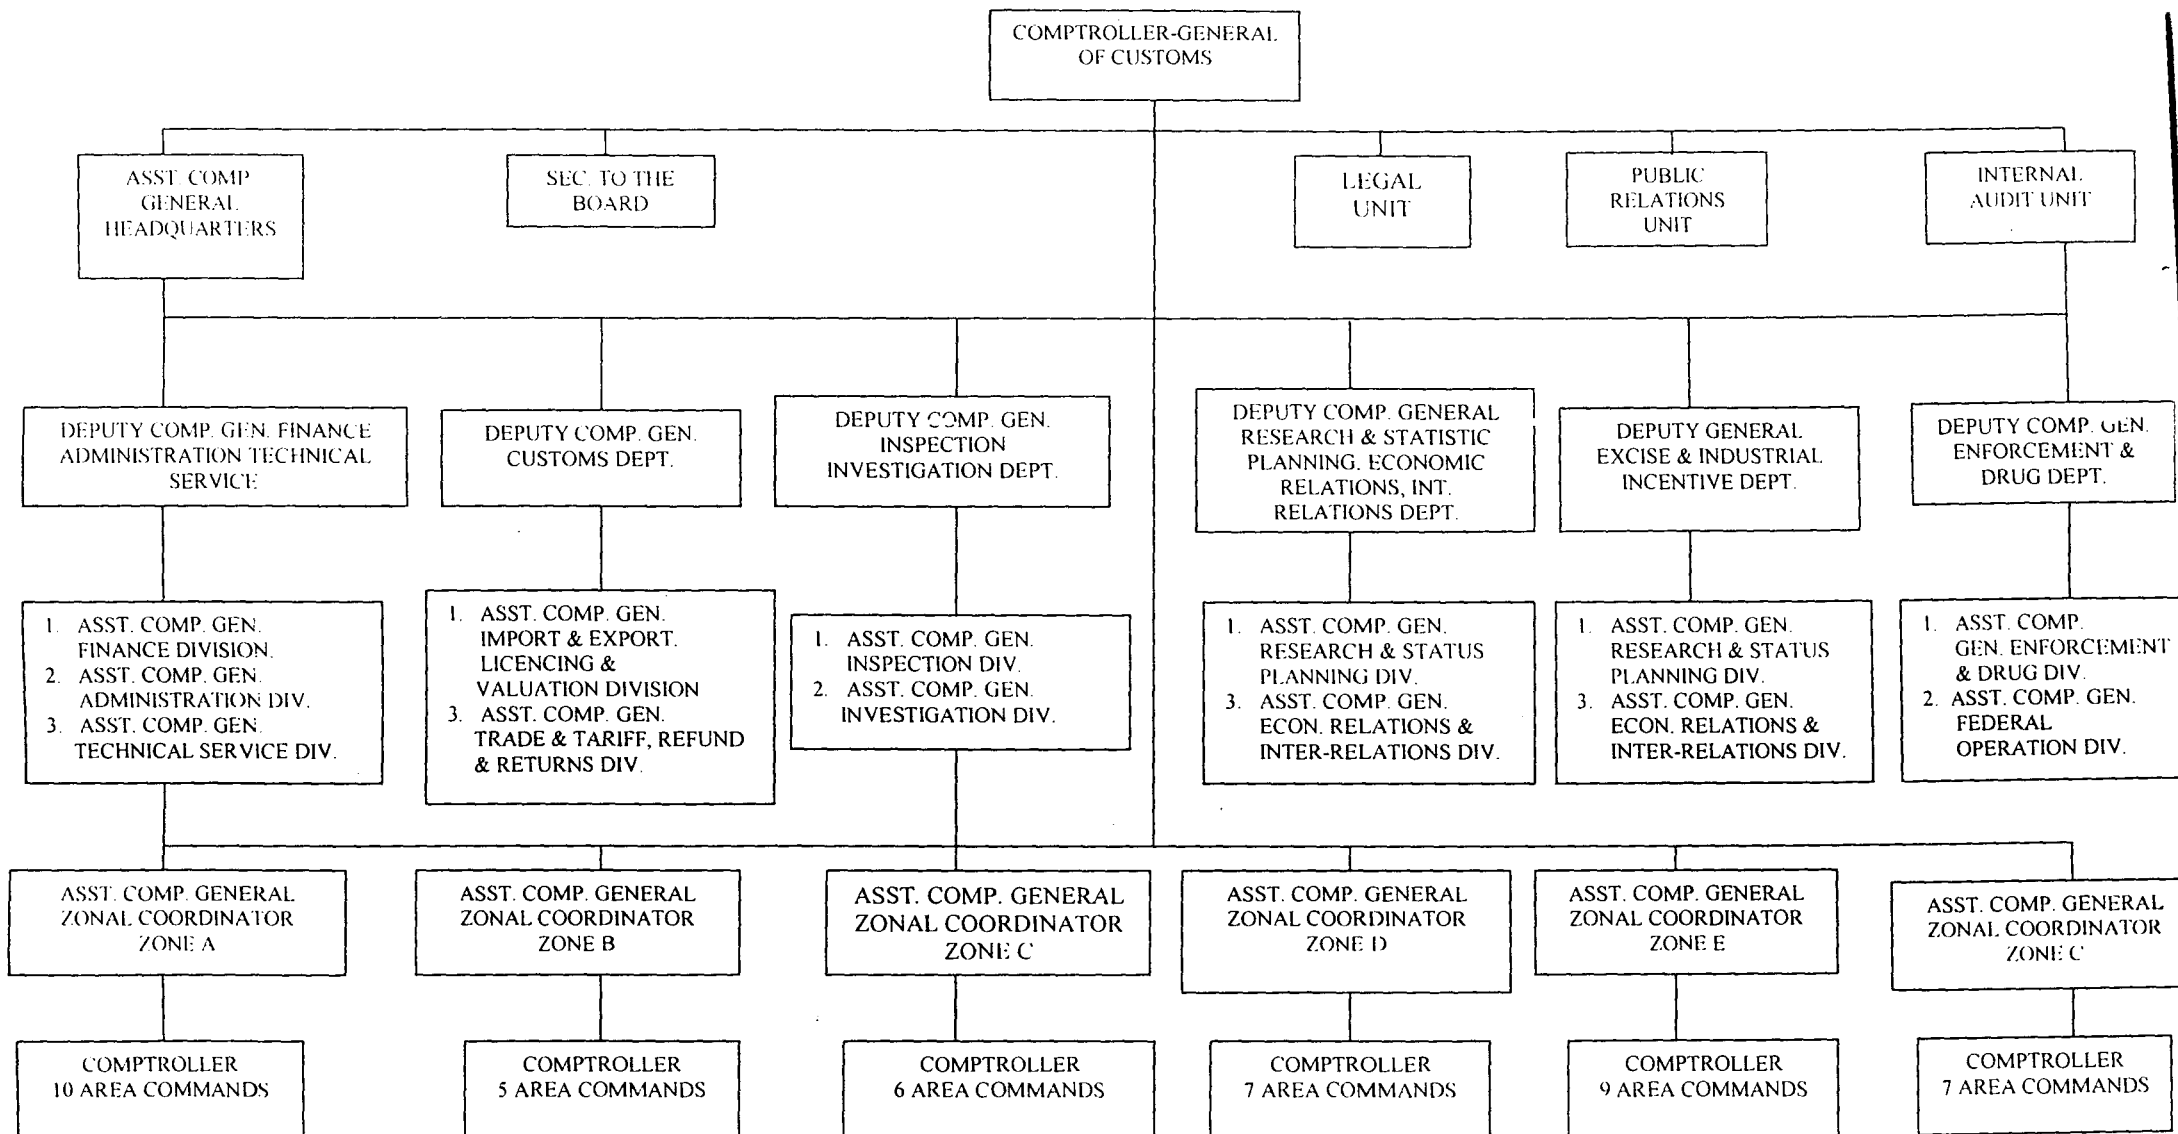 COMPTROLLER-GENERAL
OF CUSTOMS
ASST. COMP
GENERAL
HEADQUARTERS
SEC. TO THE
BOARD
LEGAL
UNIT
PUBLIC
RELATIONS
UNIT
INTERNAL
AUDIT UNIT
DEPUTY COMP. GEN. FINANCE
ADMINISTRATION TECHNICAL
SERVICE
DEPUTY COMP. GEN.
CUSTOMS DEPT.
DEPUTY COMP. GEN.
INSPECTION
INVESTIGATION DEPT.
DEPUTY COMP. GENERAL
RESEARCH & STATISTIC
PLANNING. ECONOMIC
RELATIONS, INT.
RELATIONS DEPT.
DEPUTY GENERAL
EXCISE & INDUSTRIAL
INCENTIVE DEPT.
DEPUTY COMP. GEN.
ENFORCEMENT &
DRUG DEPT.
1. ASST. COMP. GEN.
FINANCE DIVISION.
2. ASST. COMP. GEN.
ADMINISTRATION DIV.
3. ASST. COMP. GEN.
TECHNICAL SERVICE DIV.
1. ASST. COMP. GEN.
IMPORT & EXPORT.
LICENCING &
VALUATION DIVISION
3. ASST. COMP. GEN.
TRADE & TARIFF, REFUND
& RETURNS DIV.
1. ASST. COMP. GEN.
INSPECTION DIV.
2. ASST. COMP. GEN.
INVESTIGATION DIV.
1. ASST. COMP. GEN.
RESEARCH & STATUS
PLANNING DIV.
3. ASST. COMP. GEN.
ECON. RELATIONS &
INTER-RELATIONS DIV.
1. ASST. COMP. GEN.
RESEARCH & STATUS
PLANNING DIV.
3. ASST. COMP. GEN.
ECON. RELATIONS &
INTER-RELATIONS DIV.
1. ASST. COMP.
GEN. ENFORCEMENT
& DRUG DIV.
2. ASST. COMP. GEN.
FEDERAL
OPERATION DIV.
ASST. COMP. GENERAL
ZONAL COORDINATOR
ZONE A
ASST. COMP. GENERAL
ZONAL COORDINATOR
ZONE B
ASST. COMP. GENERAL
ZONAL COORDINATOR
ZONE C
ASST. COMP. GENERAL
ZONAL COORDINATOR
ZONE D
ASST. COMP. GENERAL
ZONAL COORDINATOR
ZONE E
ASST. COMP. GENERAL
ZONAL COORDINATOR
ZONE C
COMPTROLLER
10 AREA COMMANDS
COMPTROLLER
5 AREA COMMANDS
COMPTROLLER
6 AREA COMMANDS
COMPTROLLER
7 AREA COMMANDS
COMPTROLLER
9 AREA COMMANDS
COMPTROLLER
7 AREA COMMANDS